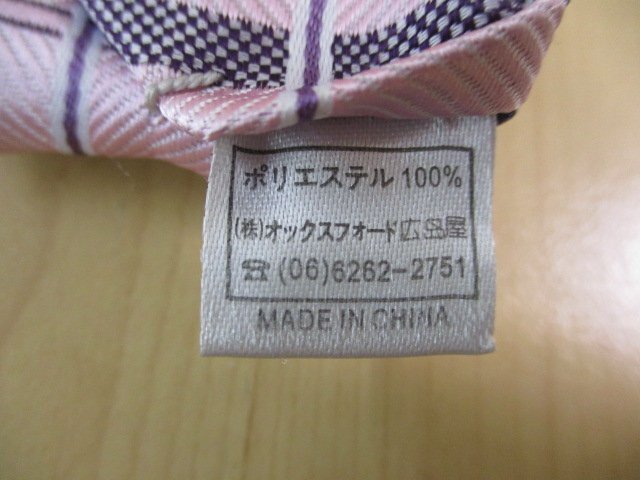 ポリエステル 100%
(株)オックスフォード広島屋
☎(06)6262-2751
MADE IN CHINA